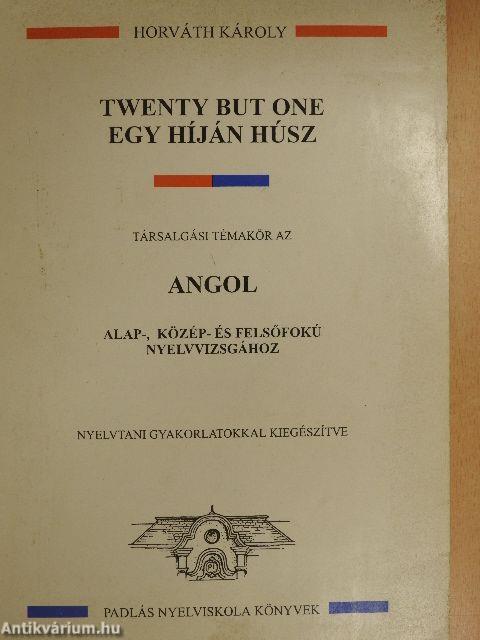 HORVÁTH KÁROLY
TWENTY BUT ONE
EGY HÍJÁN HÚSZ
TÁRSALGÁSI TÉMAKÖR AZ
ANGOL
ALAP-, KÖZÉP- ÉS FELSŐFOKÚ
NYELVVIZSGÁHOZ
NYELVTANI GYAKORLATOKKAL KIEGÉSZÍTVE
PADLÁS NYELVISKOLA KÖNYVEK
Antikvárium.hu